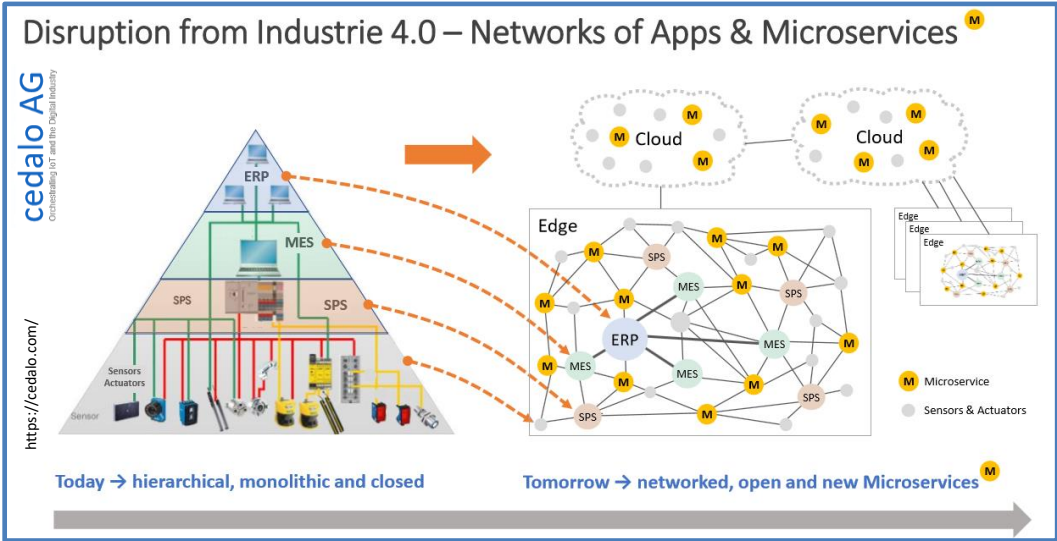 Disruption from Industrie 4.0 – Networks of Apps & Microservices M
cedalo AG
Orchestrating IoT and the Digital Industry
https://cedalo.com/
ERP
MES
SPS
SPS
Sensors
Actuators
Sensor
M
Cloud
M
M
M
M
Cloud
M
M
Edge
M
M
SPS
MES
M
SPS
M
M
ERP
MES
M
M
MES
MES
M
M
SPS
SPS
M
Edge
Edge
Edge
M Microservice
Sensors & Actuators
Today → hierarchical, monolithic and closed
Tomorrow → networked, open and new Microservices M